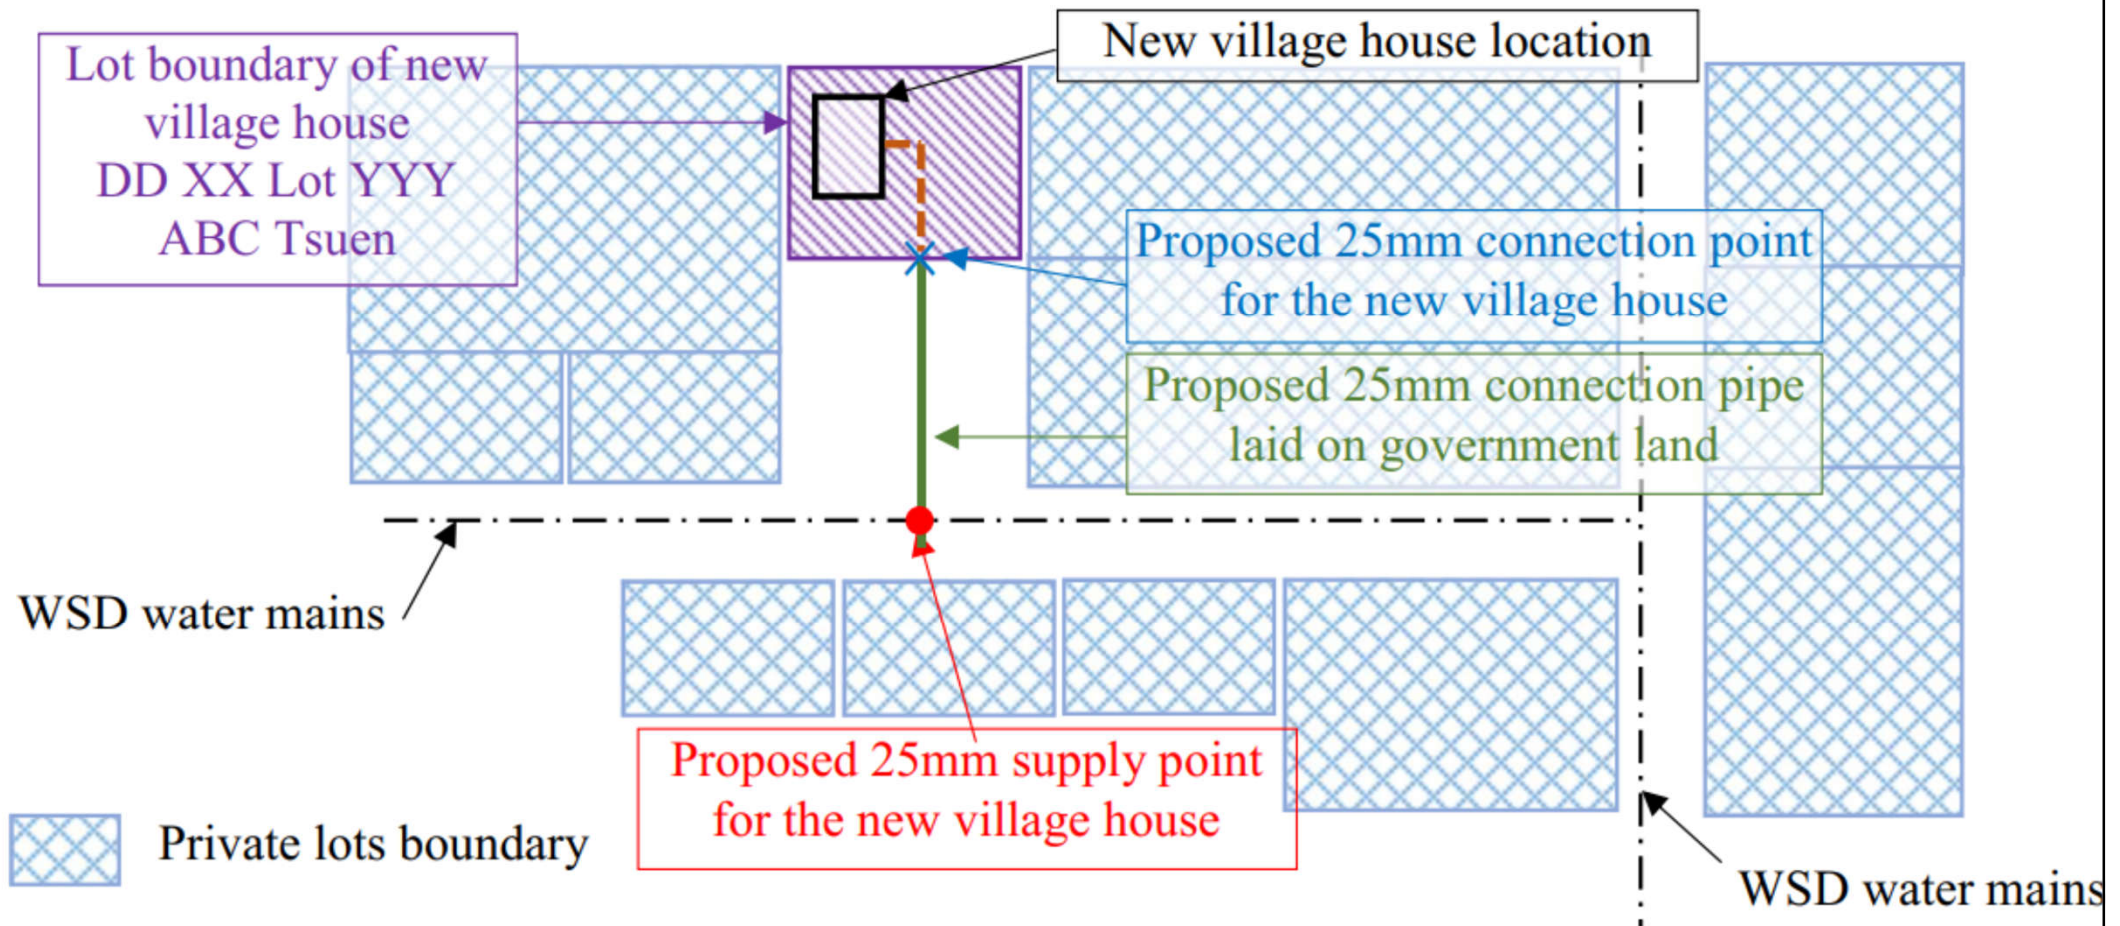 New village house location
Lot boundary of new
village house
DD XX Lot YYY
ABC Tsuen
Proposed 25mm connection point
for the new village house
Proposed 25mm connection pipe
laid on government land
WSD water mains
Proposed 25mm supply point
for the new village house
Private lots boundary
WSD water mains